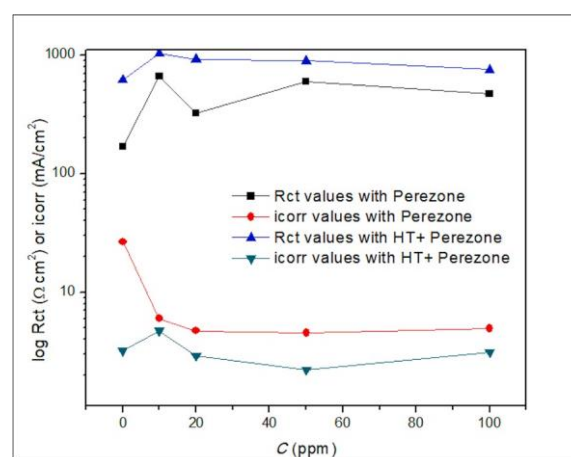 1000
100
10
log Rct (Ω cm²) or icorr (mA/cm²)
Rct values with Perezone
icorr values with Perezone
Rct values with HT+ Perezone
icorr values with HT+ Perezone
0 20 40 60 80 100
C (ppm)